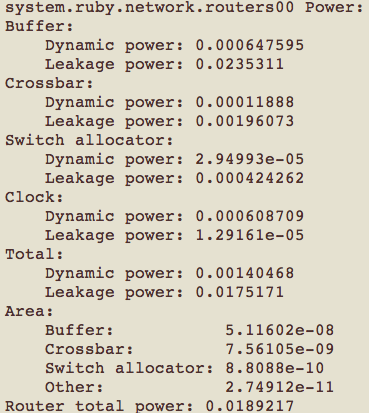 system.ruby.network.routers00 Power:
Buffer:
    Dynamic power: 0.000647595
    Leakage power: 0.0235311
Crossbar:
    Dynamic power: 0.00011888
    Leakage power: 0.00196073
Switch allocator:
    Dynamic power: 2.94993e-05
    Leakage power: 0.000424262
Clock:
    Dynamic power: 0.000608709
    Leakage power: 1.29161e-05
Total:
    Dynamic power: 0.00140468
    Leakage power: 0.0175171
Area:
    Buffer:           5.11602e-08
    Crossbar:         7.56105e-09
    Switch allocator: 8.8088e-10
    Other:            2.74912e-11
Router total power: 0.0189217